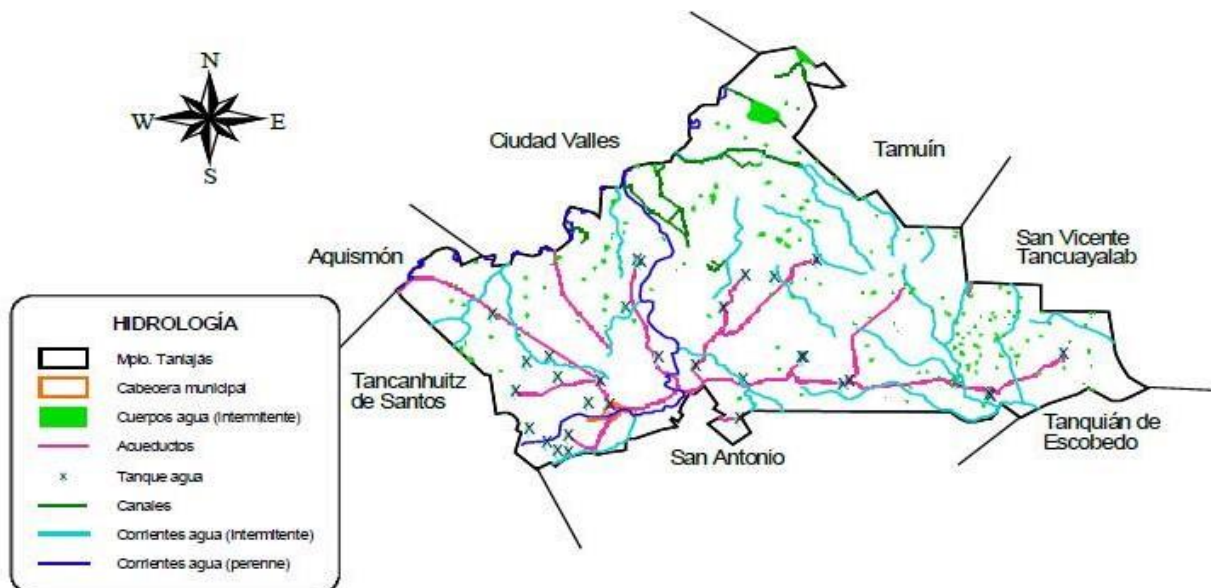 N
W E
S
Ciudad Valles
Tamuín
Aquismón
San Vicente
Tancuayalab
Tancanhuitz
de Santos
San Antonio
Tanquián de
Escobedo
HIDROLOGÍA
Mpio. Tanlajás
Cabecera municipal
Cuerpos agua (Intermitente)
Acueductos
x Tanque agua
Canales
Corrientes agua (Intermitente)
Corrientes agua (perenne)